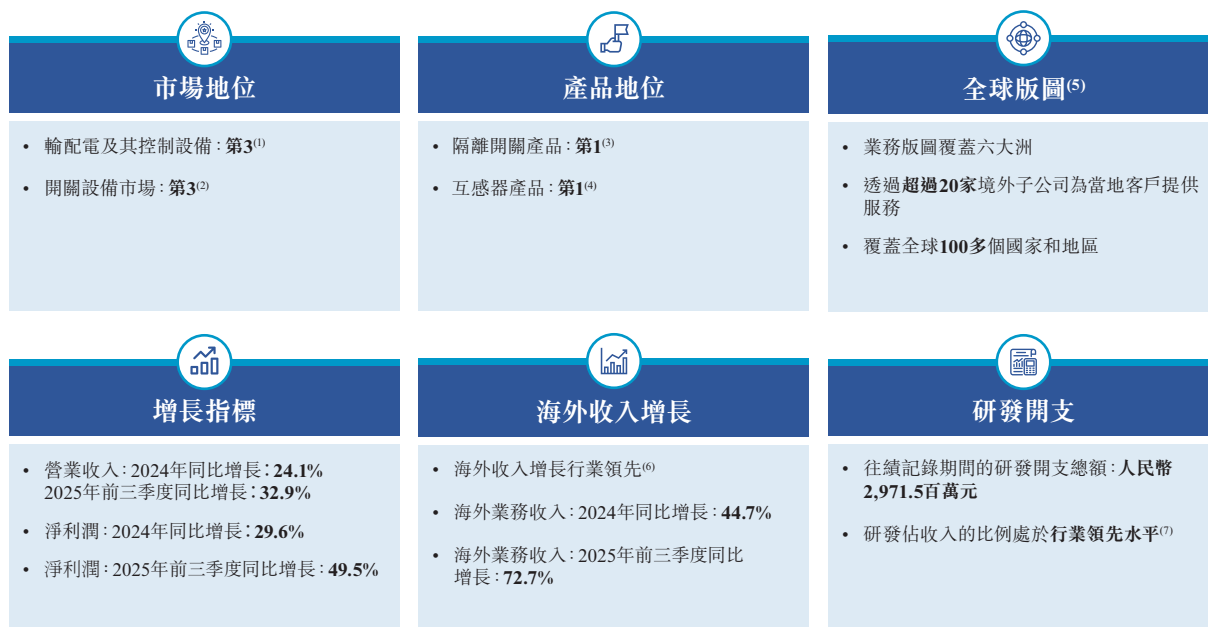 市場地位
• 輸配電及其控制設備：第3(1)
• 開關設備市場：第3(2)
產品地位
• 隔離開關產品：第1(3)
• 互感器產品：第1(4)
全球版圖(5)
• 業務版圖覆蓋六大洲
• 透過超過20家境外子公司為當地客戶提供
服務
• 覆蓋全球100多個國家和地區
增長指標
• 營業收入：2024年同比增長：24.1%
2025年前三季度同比增長：32.9%
• 淨利潤：2024年同比增長：29.6%
• 淨利潤：2025年前三季度同比增長：49.5%
海外收入增長
• 海外收入增長行業領先(6)
• 海外業務收入：2024年同比增長：44.7%
• 海外業務收入：2025年前三季度同比
增長：72.7%
研發開支
• 往績記錄期間的研發開支總額：人民幣
2,971.5百萬元
• 研發佔收入的比例處於行業領先水平(7)